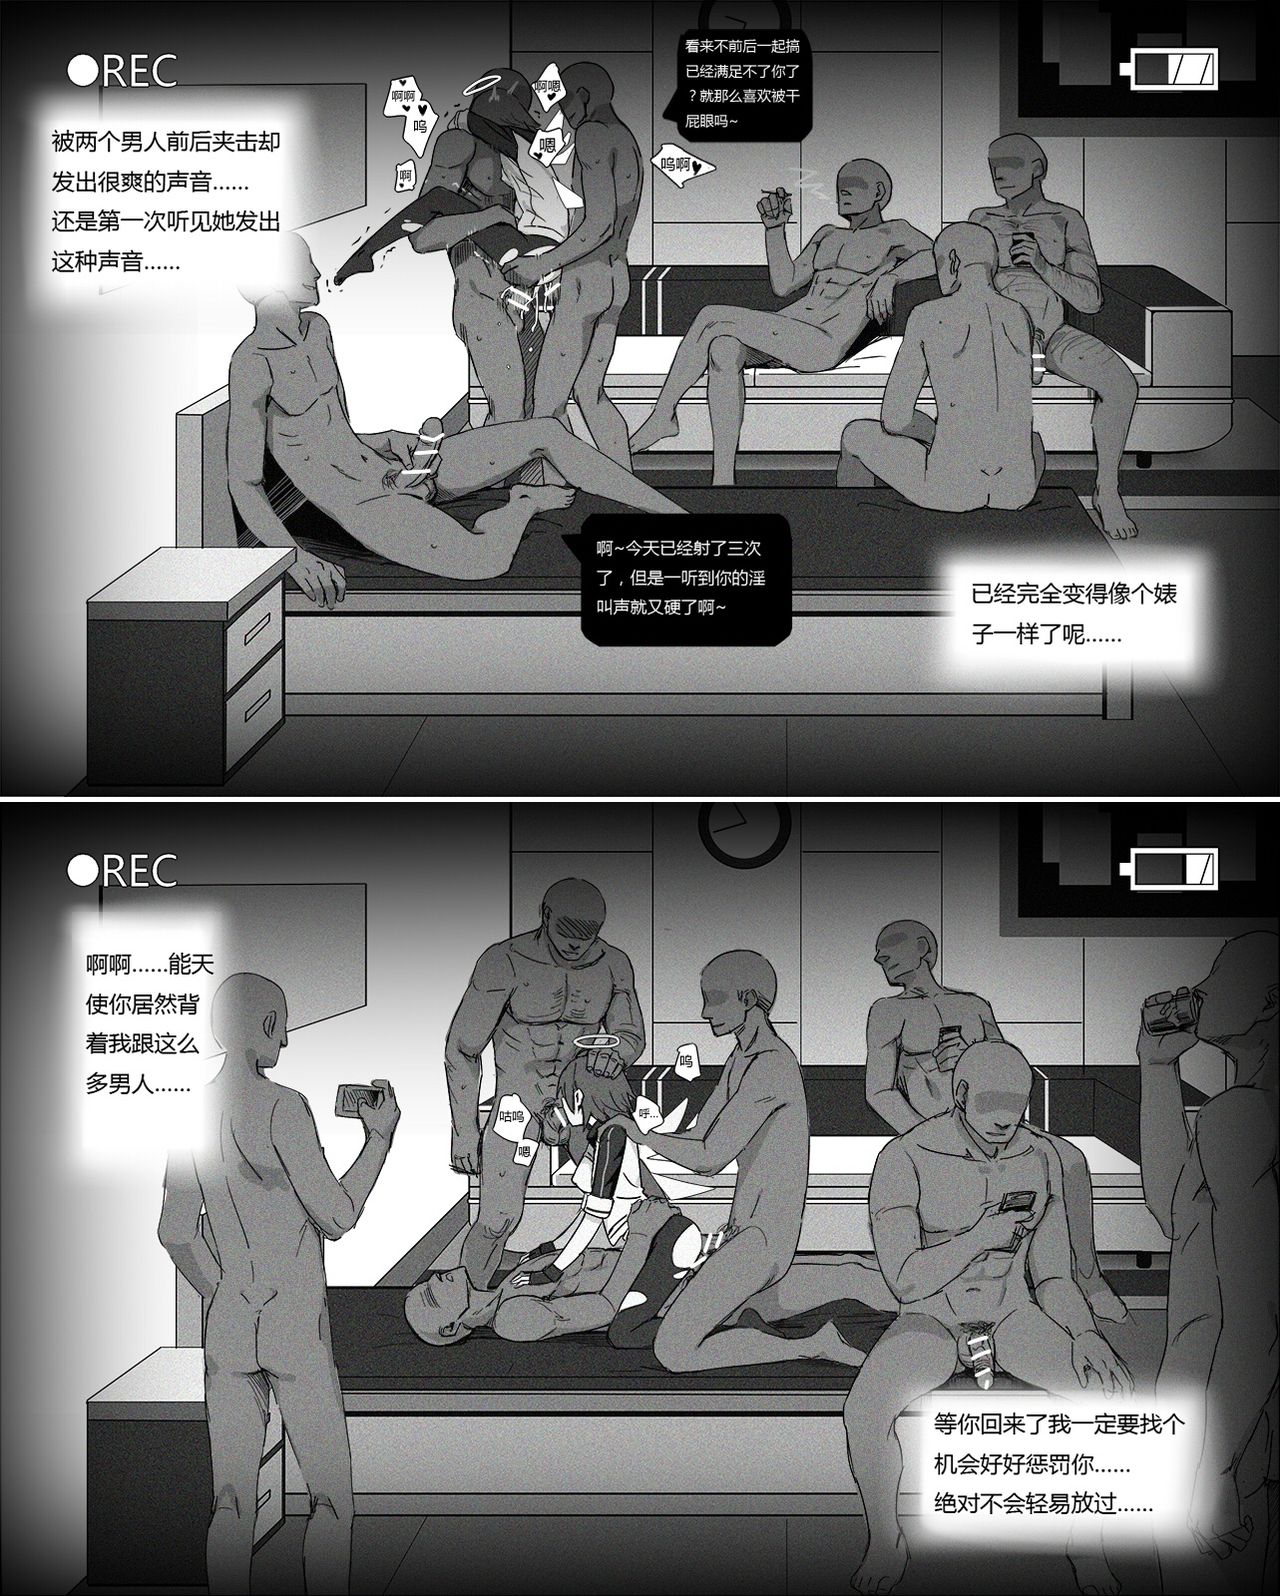 ●REC
被两个男人前后夹击却
发出很爽的声音......
还是第一次听见她发出
这种声音......
啊啊
呜
啊
啊嗯
嗯
呜啊
看来不前后一起搞
已经满足不了你了
？就那么喜欢被干
屁眼吗~
啊~今天已经射了三次
了，但是一听到你的淫
叫声就又硬了啊~
已经完全变得像个婊
子一样了呢......
●REC
啊啊......能天
使你居然背
着我跟这么
多男人......
呜
咕呜
嗯
呼...
等你回来了我一定要找个
机会好好惩罚你......
绝对不会轻易放过......